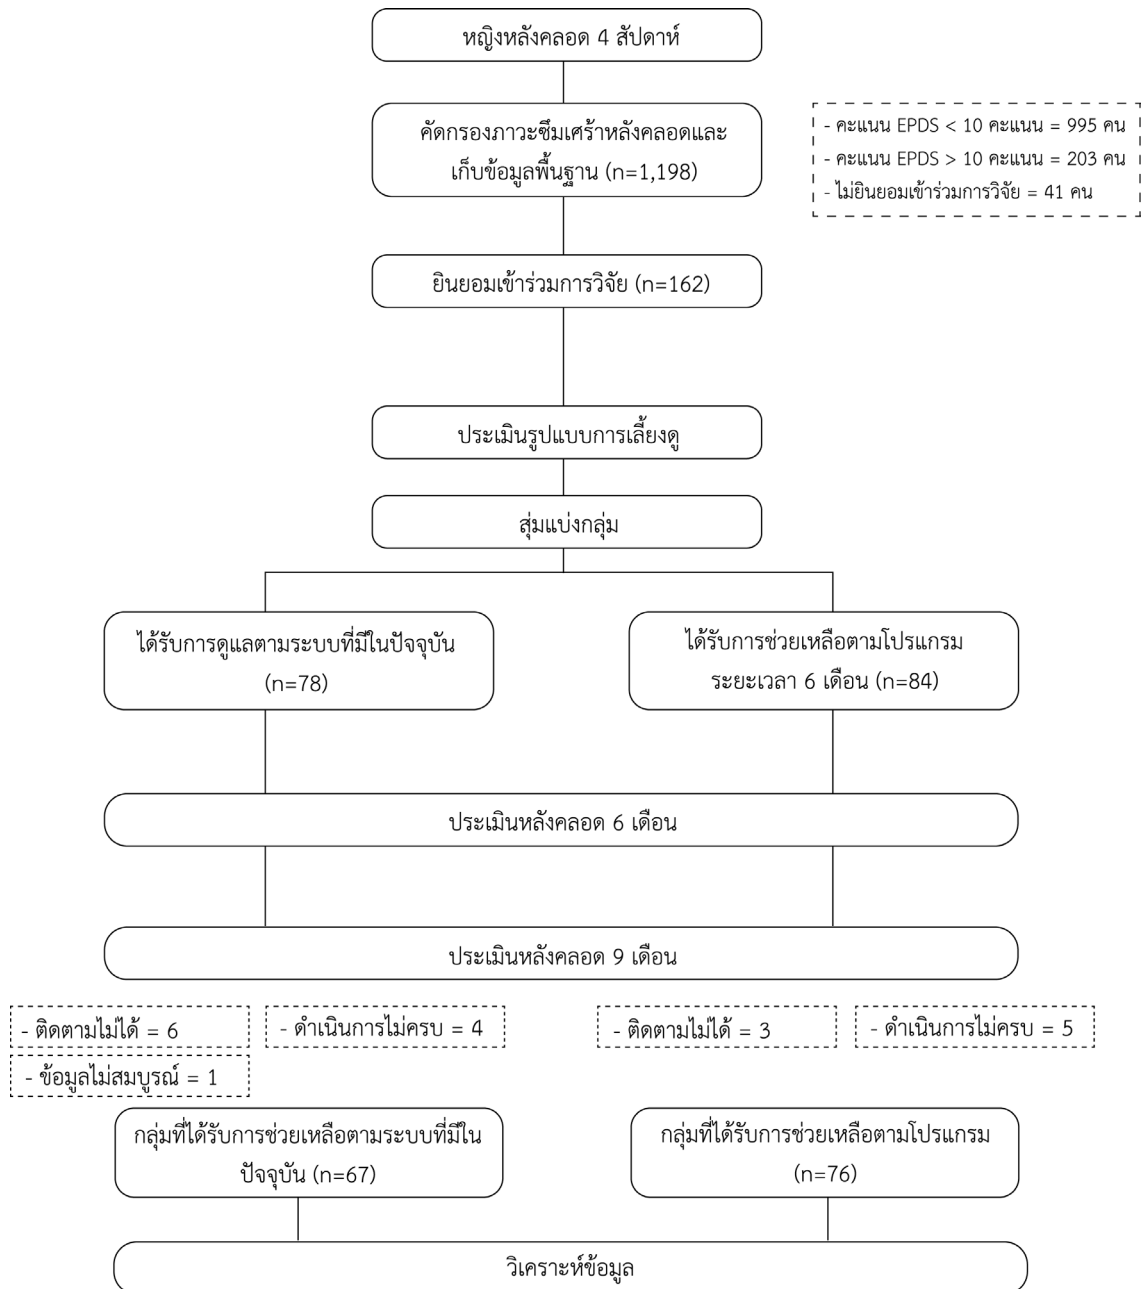 หญิงหลังคลอด 4 สัปดาห์
คัดกรองภาวะซึมเศร้าหลังคลอดและ
เก็บข้อมูลพื้นฐาน (n=1,198)
- คะแนน EPDS < 10 คะแนน = 995 คน
- คะแนน EPDS > 10 คะแนน = 203 คน
- ไม่ยินยอมเข้าร่วมการวิจัย = 41 คน
ยินยอมเข้าร่วมการวิจัย (n=162)
ประเมินรูปแบบการเลี้ยงดู
สุ่มแบ่งกลุ่ม
ได้รับการดูแลตามระบบที่มีในปัจจุบัน
(n=78)
ได้รับการช่วยเหลือตามโปรแกรม
ระยะเวลา 6 เดือน (n=84)
ประเมินหลังคลอด 6 เดือน
ประเมินหลังคลอด 9 เดือน
- ติดตามไม่ได้ = 6
- ดำเนินการไม่ครบ = 4
- ติดตามไม่ได้ = 3
- ดำเนินการไม่ครบ = 5
- ข้อมูลไม่สมบูรณ์ = 1
กลุ่มที่ได้รับการช่วยเหลือตามระบบที่มีใน
ปัจจุบัน (n=67)
กลุ่มที่ได้รับการช่วยเหลือตามโปรแกรม
(n=76)
วิเคราะห์ข้อมูล